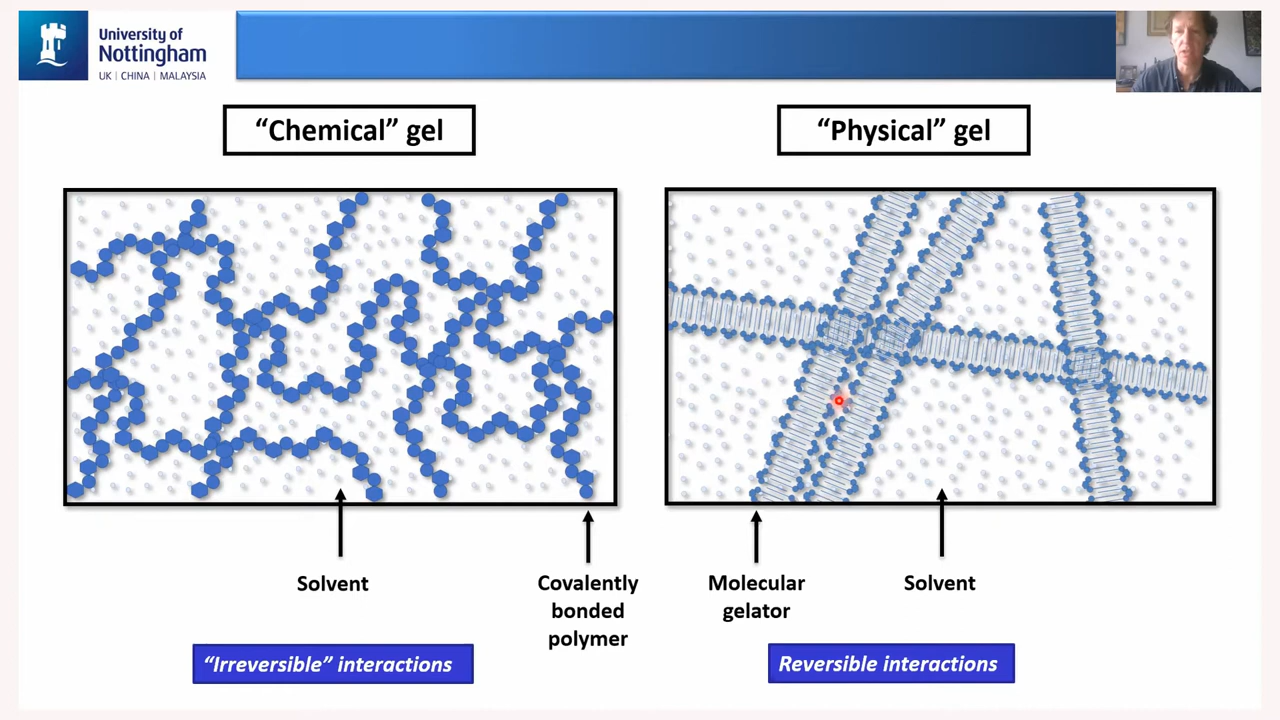 University of
Nottingham
UK | CHINA | MALAYSIA
“Chemical” gel
“Physical” gel
Solvent
Covalently
bonded
polymer
Molecular
gelator
Solvent
“Irreversible” interactions
Reversible interactions